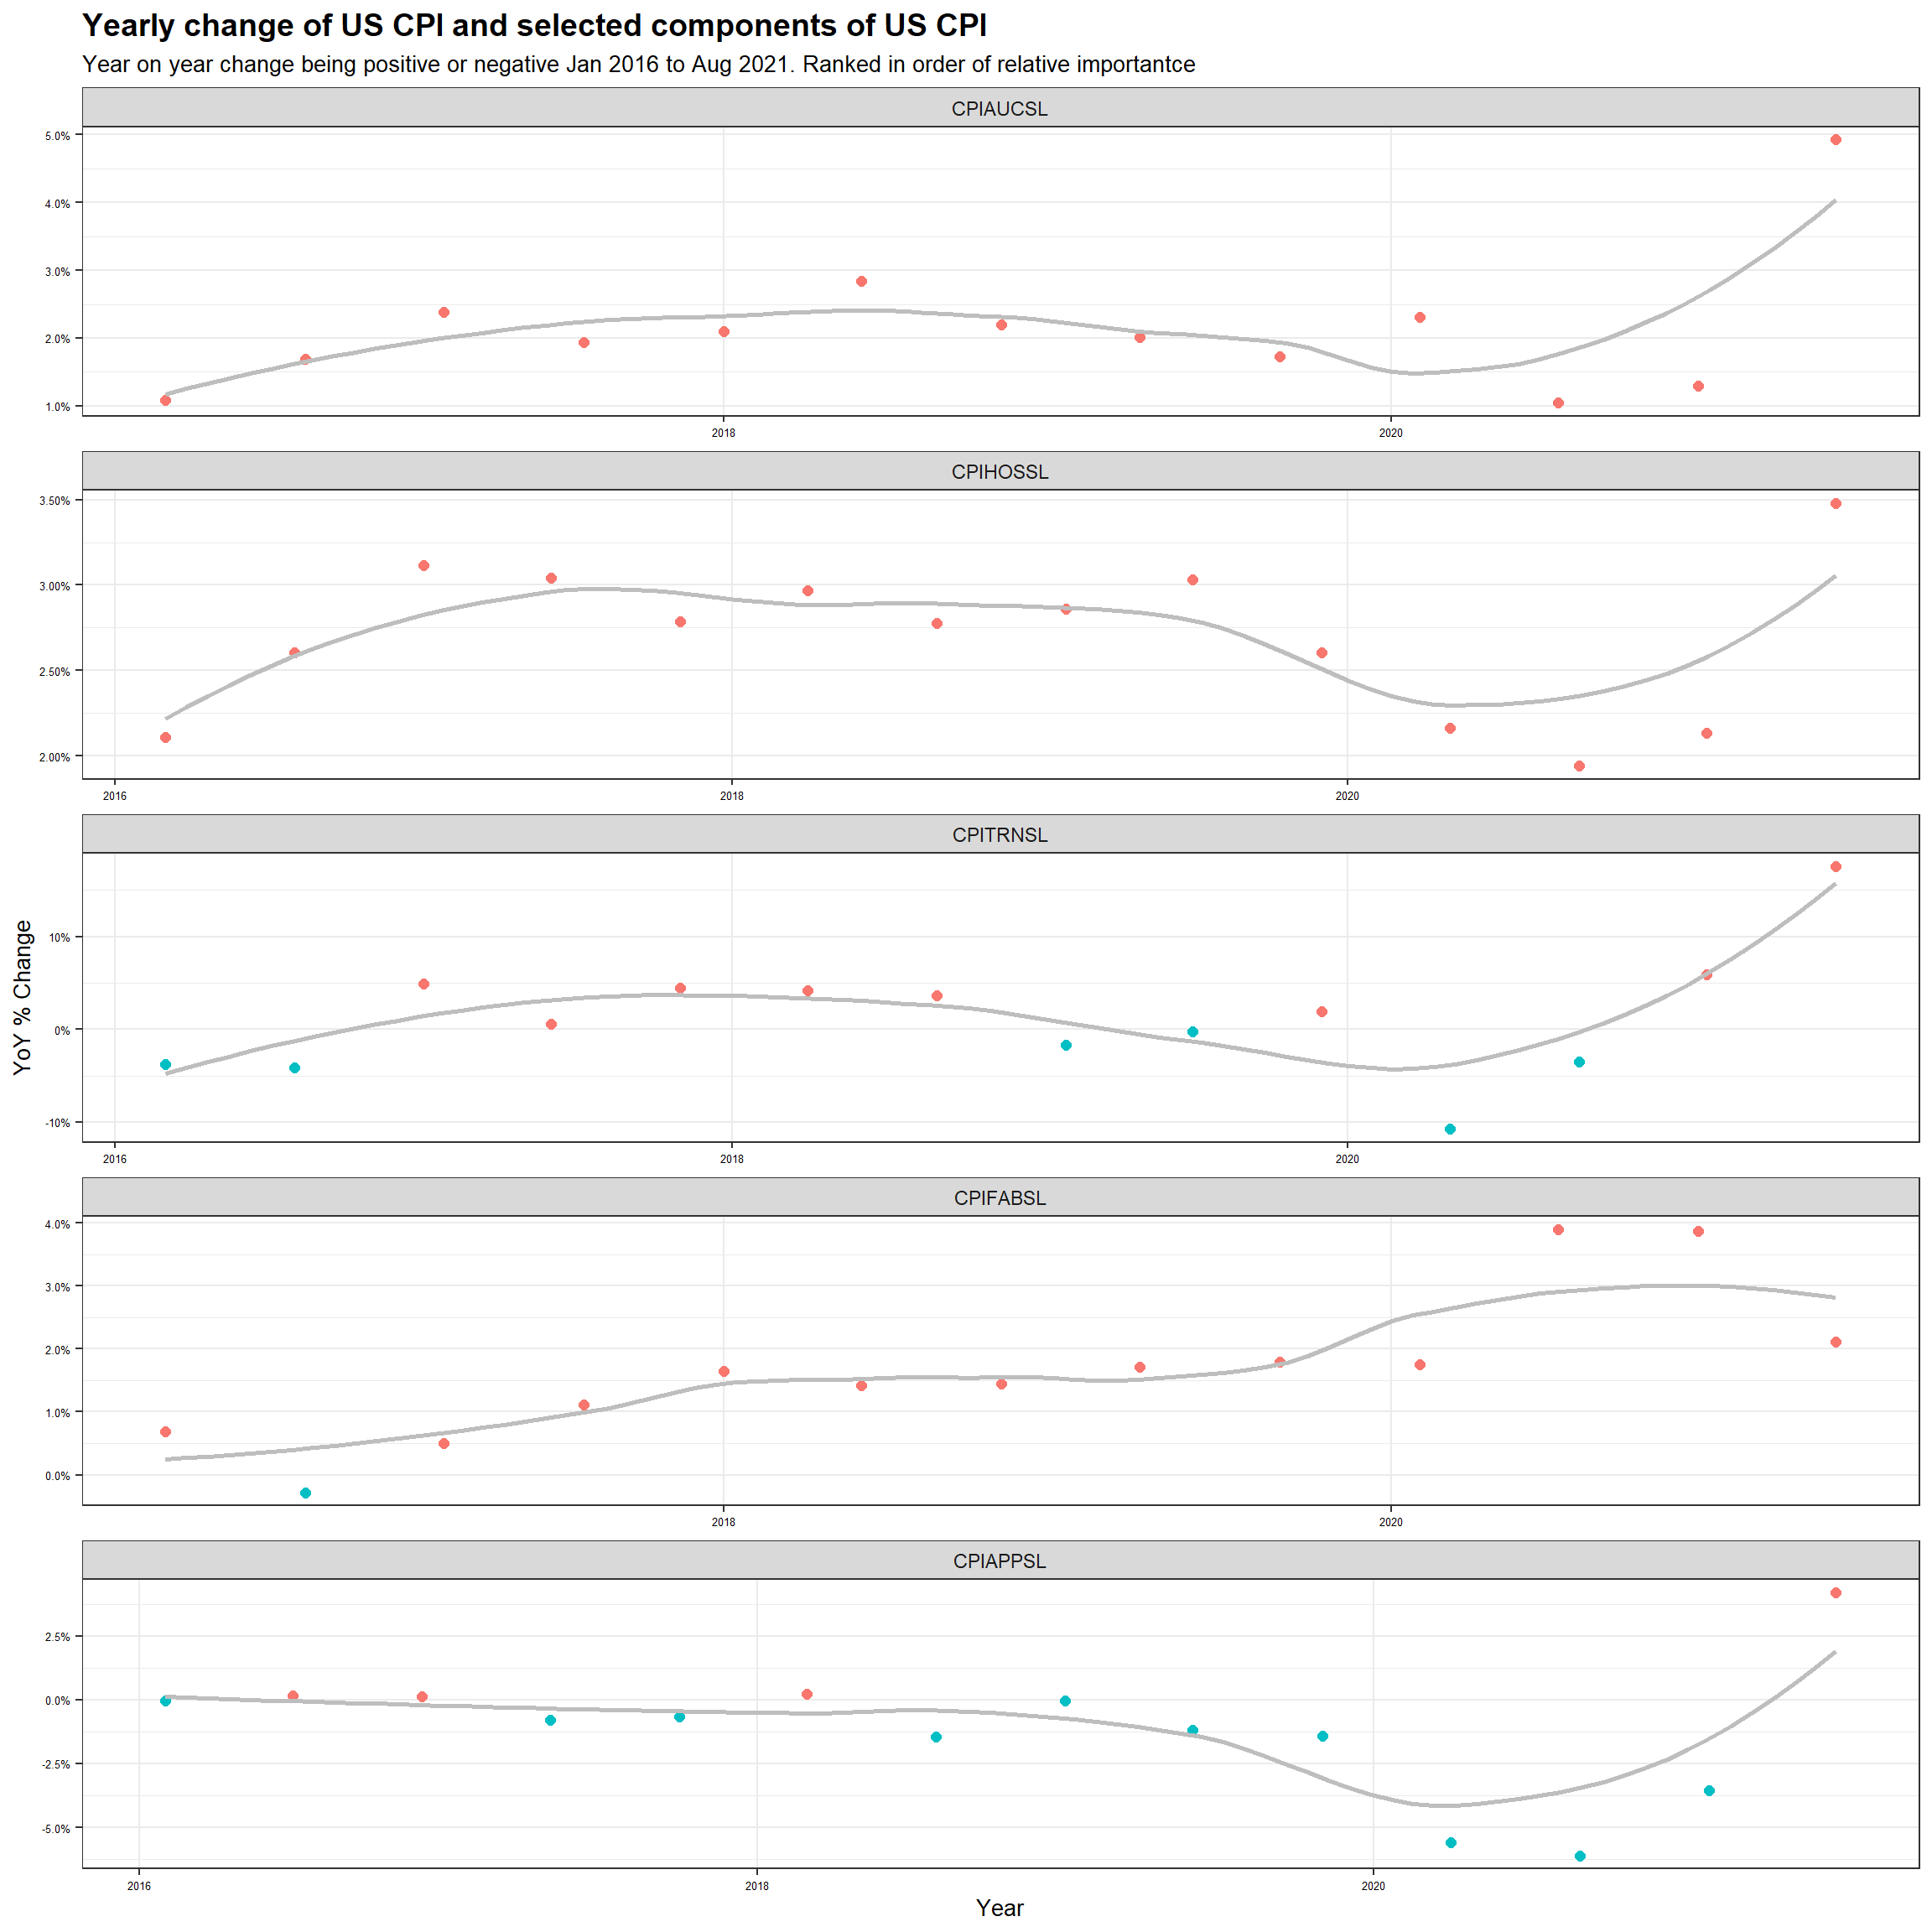 Yearly change of US CPI and selected components of US CPI
Year on year change being positive or negative Jan 2016 to Aug 2021. Ranked in order of relative importantce
CPIAUCSL
5.0%
4.0%
3.0%
2.0%
1.0%
2018 2020
CPIHOSSL
3.50%
3.00%
2.50%
2.00%
2016 2018 2020
CPITRNSL
10%
0%
-10%
2016 2018 2020
YoY % Change
CPIFABSL
4.0%
3.0%
2.0%
1.0%
0.0%
2018 2020
CPIAPPSL
2.5%
0.0%
-2.5%
-5.0%
2016 2018 2020
Year